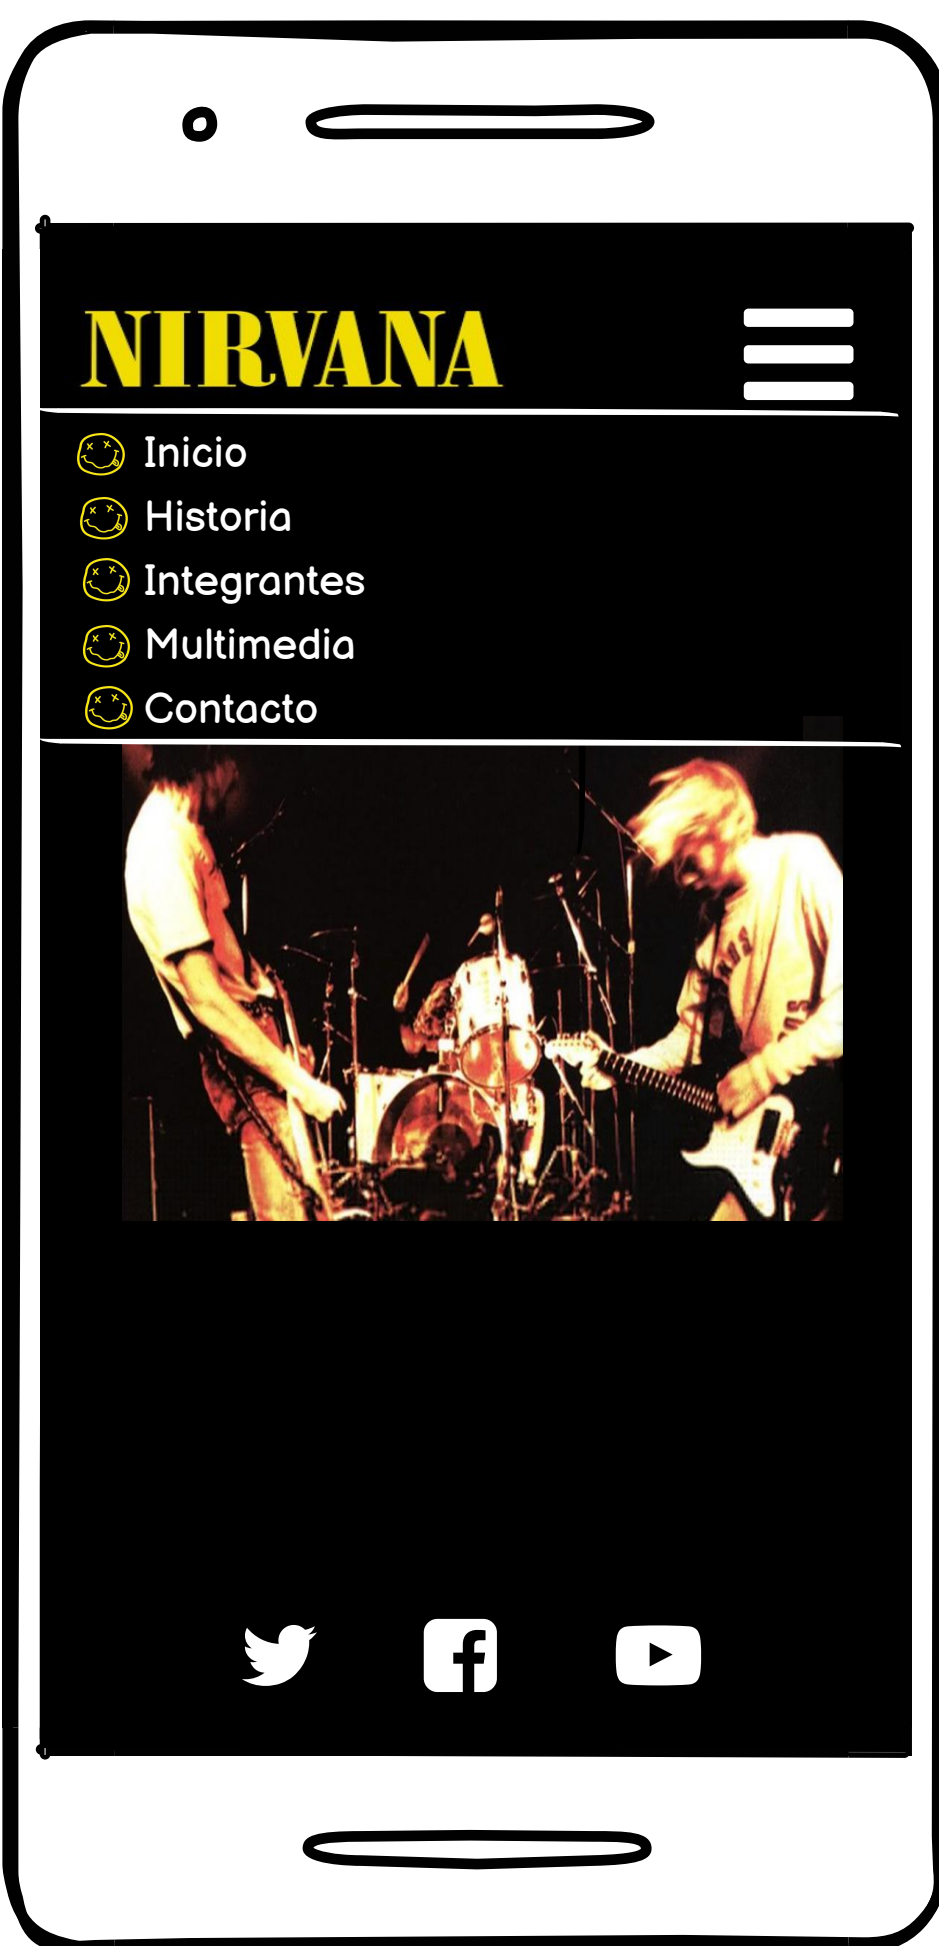 NIRVANA
Inicio
Historia
Integrantes
Multimedia
Contacto